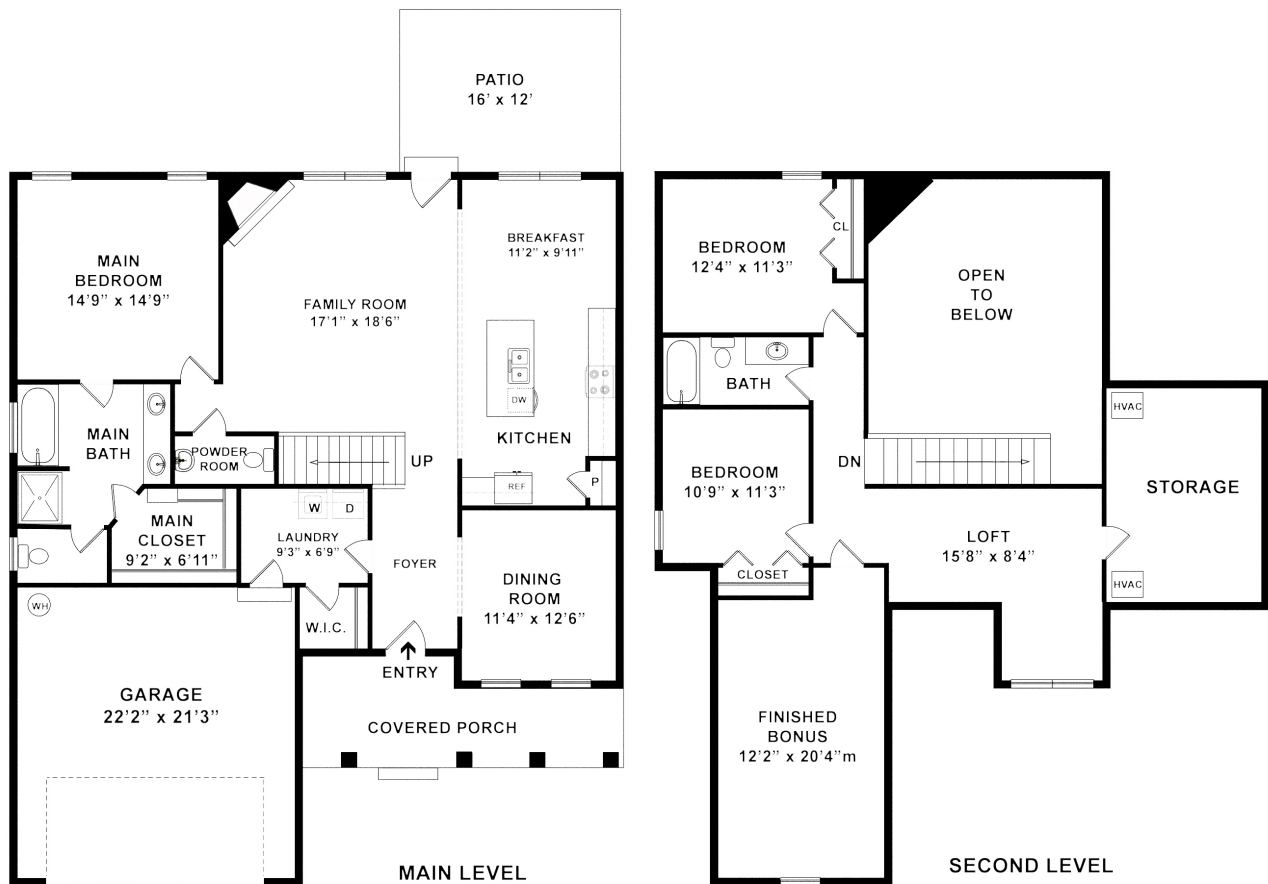 PATIO
16' x 12'
MAIN
BEDROOM
14'9" x 14'9"
FAMILY ROOM
17'1" x 18'6"
BREAKFAST
11'2" x 9'11"
DW
KITCHEN
MAIN
BATH
POWDER
ROOM
UP
REF
P
MAIN
CLOSET
9'2" x 6'11"
W
D
LAUNDRY
9'3" x 6'9"
FOYER
DINING
ROOM
11'4" x 12'6"
WH
W.I.C.
ENTRY
GARAGE
22'2" x 21'3"
COVERED PORCH
MAIN LEVEL
BEDROOM
12'4" x 11'3"
CL
OPEN
TO
BELOW
BATH
HVAC
BEDROOM
10'9" x 11'3"
DN
STORAGE
LOFT
15'8" x 8'4"
CLOSET
HVAC
FINISHED
BONUS
12'2" x 20'4"m
SECOND LEVEL